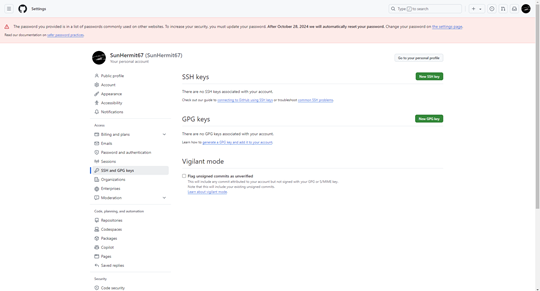 Settings
Type / to search
The password you provided is in a list of passwords commonly used on other websites. To increase your security, you must update your password. After October 28, 2024 we will automatically reset your password. Change your password on the settings page.
Read our documentation on safer password practices.
SunHermit67 (SunHermit67)
Your personal account
Go to your personal profile
Public profile
Account
Appearance
Accessibility
Notifications
Access
Billing and plans
Emails
Password and authentication
Sessions
SSH and GPG keys
Organizations
Enterprises
Moderation
Code, planning, and automation
Repositories
Codespaces
Packages
Copilot
Pages
Saved replies
Security
Code security
SSH keys
New SSH key
There are no SSH keys associated with your account.
Check out our guide to connecting to GitHub using SSH keys or troubleshoot common SSH problems.
GPG keys
New GPG key
There are no GPG keys associated with your account.
Learn how to generate a GPG key and add it to your account.
Vigilant mode
Flag unsigned commits as unverified
This will include any commit attributed to your account but not signed with your GPG or S/MIME key.
Note that this will include your existing unsigned commits.
Learn about vigilant mode.